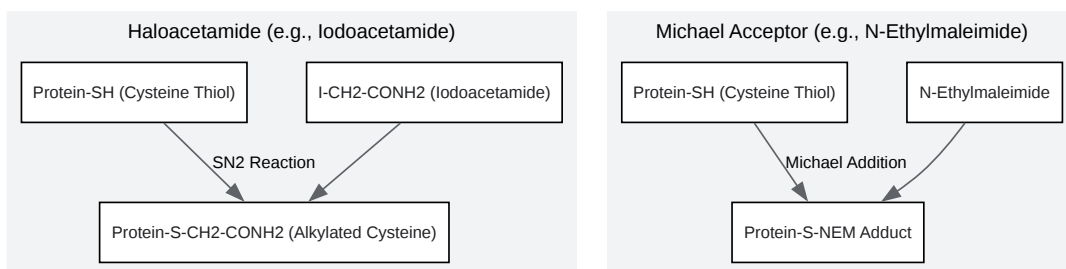 Haloacetamide (e.g., Iodoacetamide)
Protein-SH (Cysteine Thiol)
I-CH2-CONH2 (Iodoacetamide)
SN2 Reaction
Protein-S-CH2-CONH2 (Alkylated Cysteine)
Michael Acceptor (e.g., N-Ethylmaleimide)
Protein-SH (Cysteine Thiol)
N-Ethylmaleimide
Michael Addition
Protein-S-NEM Adduct